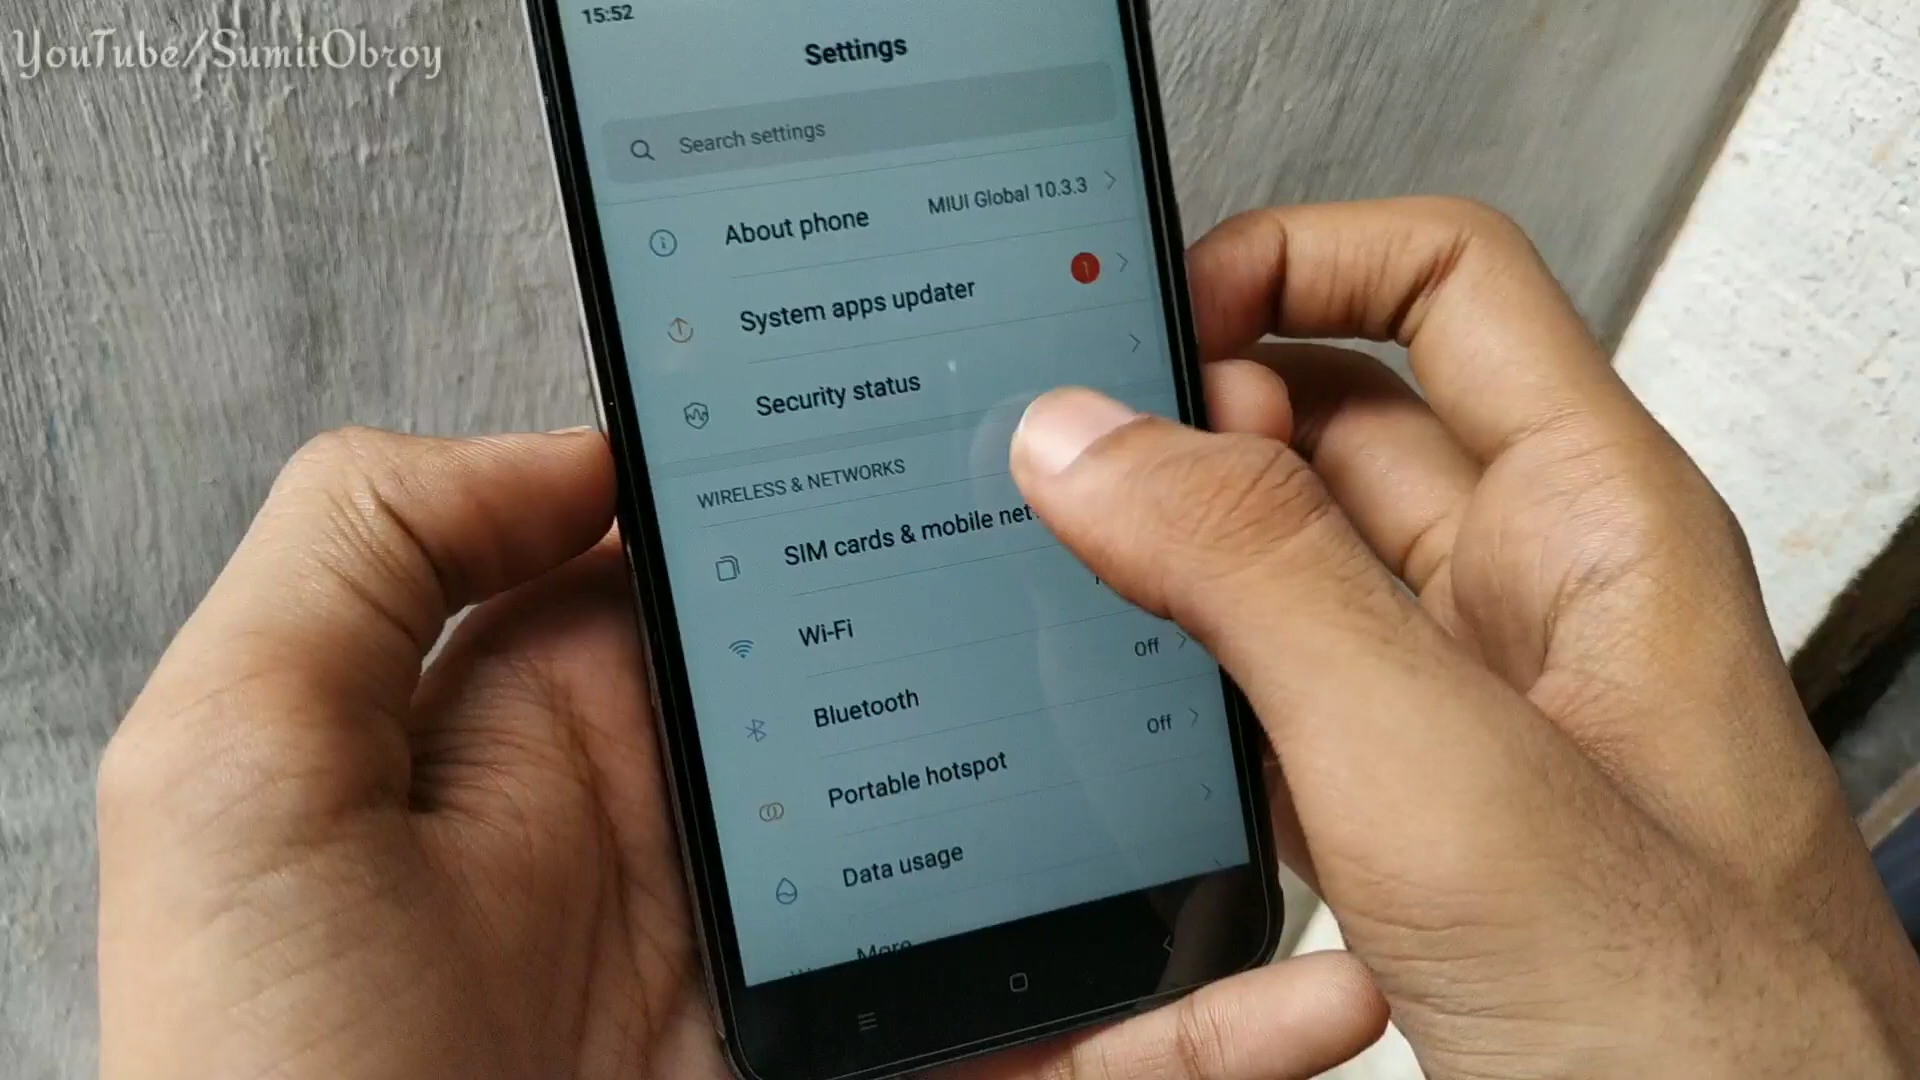 15:52
YouTube/SumitObroy
Settings
Search settings
About phone MIUI Global 10.3.3
System apps updater 1
Security status
WIRELESS & NETWORKS
SIM cards & mobile net
Wi-Fi
Bluetooth Off
Portable hotspot Off
Data usage
More